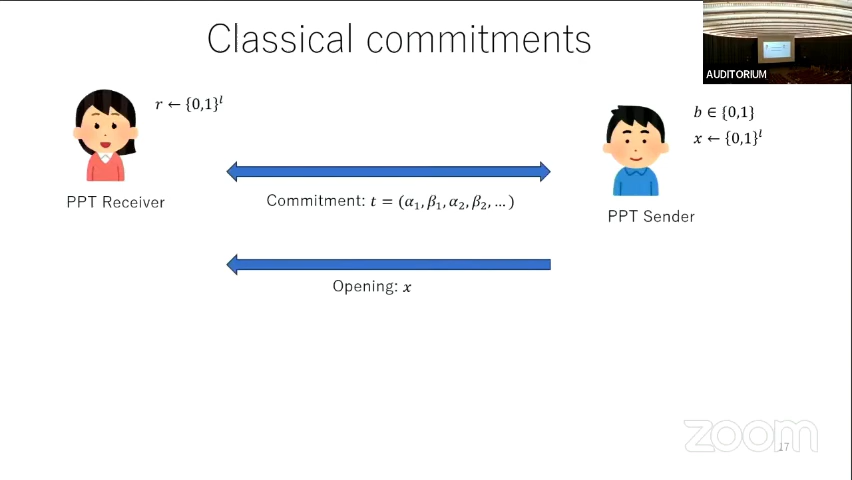 Classical commitments
AUDITORIUM
r ← {0,1}^l
b ∈ {0,1}
x ← {0,1}^l
PPT Receiver
Commitment: t = (α₁, β₁, α₂, β₂, … )
PPT Sender
Opening: x
zoom
17